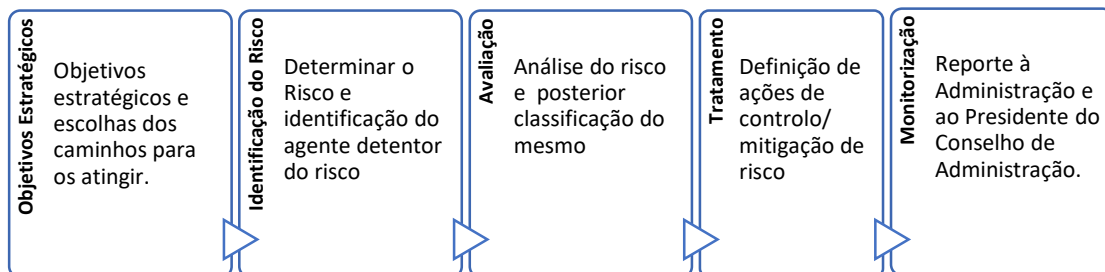 Objetivos Estratégicos
Objetivos
estratégicos e
escolhas dos
caminhos para
os atingir.
Identificação do Risco
Determinar o
Risco e
identificação do
agente detentor
do risco
Avaliação
Análise do risco
e posterior
classificação do
mesmo
Tratamento
Definição de
ações de
controlo/
mitigação de
risco
Monitorização
Reporte à
Administração e
ao Presidente do
Conselho de
Administração.